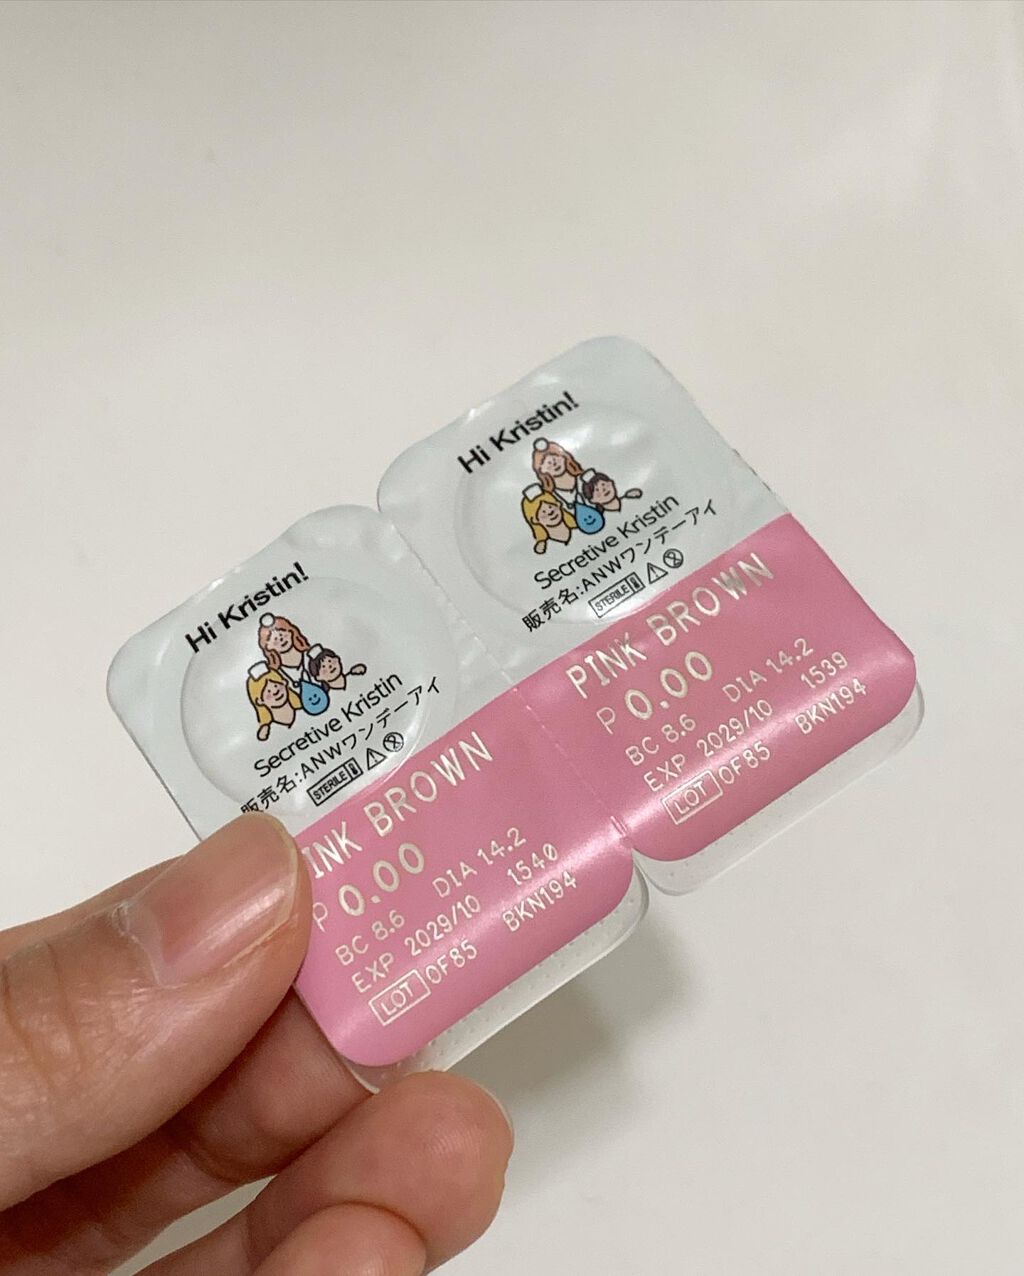 Hi Kristin!
Secretive Kristin
販売名:ANWワンデーアイ
STERILE
PINK BROWN
P 0.00
BC 8.6 DIA 14.2
EXP 2029/10 1539
LOT 0F85 BKN194
Hi Kristin!
Secretive Kristin
販売名:ANWワンデーアイ
STERILE
INK BROWN
P 0.00
BC 8.6 DIA 14.2
EXP 2029/10 1540
LOT 0F85 BKN194